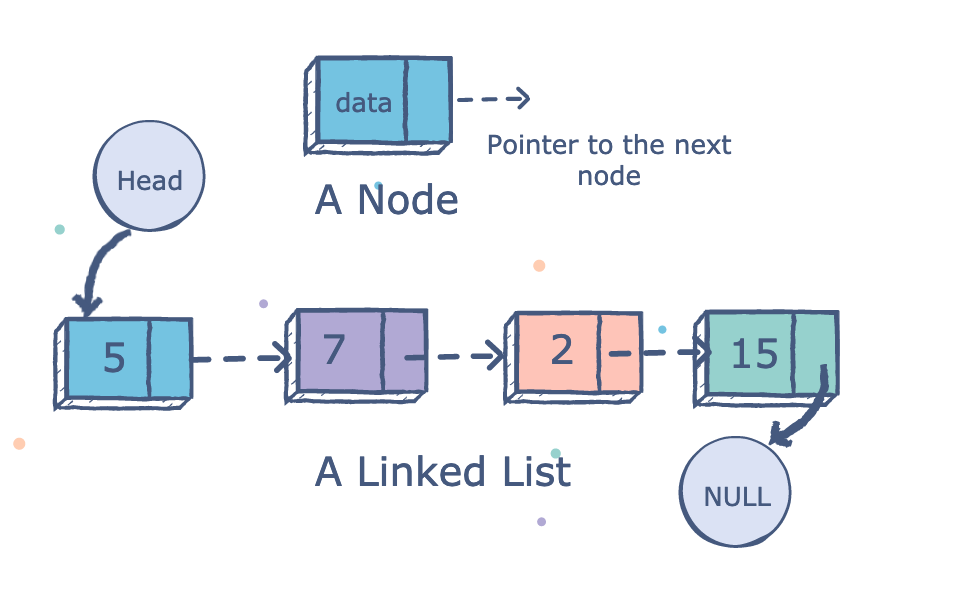 data
Pointer to the next
node
A Node
Head
5
7
2
15
A Linked List
NULL